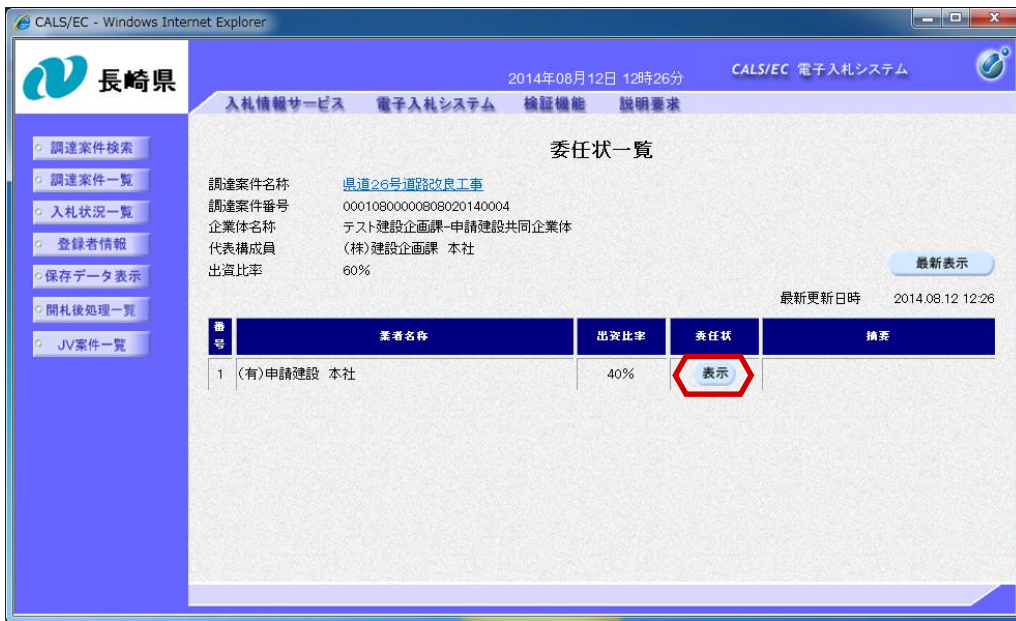 CALS/EC - Windows Internet Explorer
長崎県
2014年08月12日 12時26分
CALS/EC 電子入札システム
入札情報サービス 電子入札システム 検証機能 説明要求
調達案件検索
調達案件一覧
入札状況一覧
登録者情報
保存データ表示
開札後処理一覧
JV案件一覧
委任状一覧
調達案件名称 県道26号道路改良工事
調達案件番号 00010800000808020140004
企業体名称 テスト建設企画課-申請建設共同企業体
代表構成員 (株)建設企画課 本社
出資比率 60%
最新表示
最新更新日時 2014.08.12 12:26
番号 業者名称 出資比率 委任状 摘要
1 (有)申請建設 本社 40% 表示